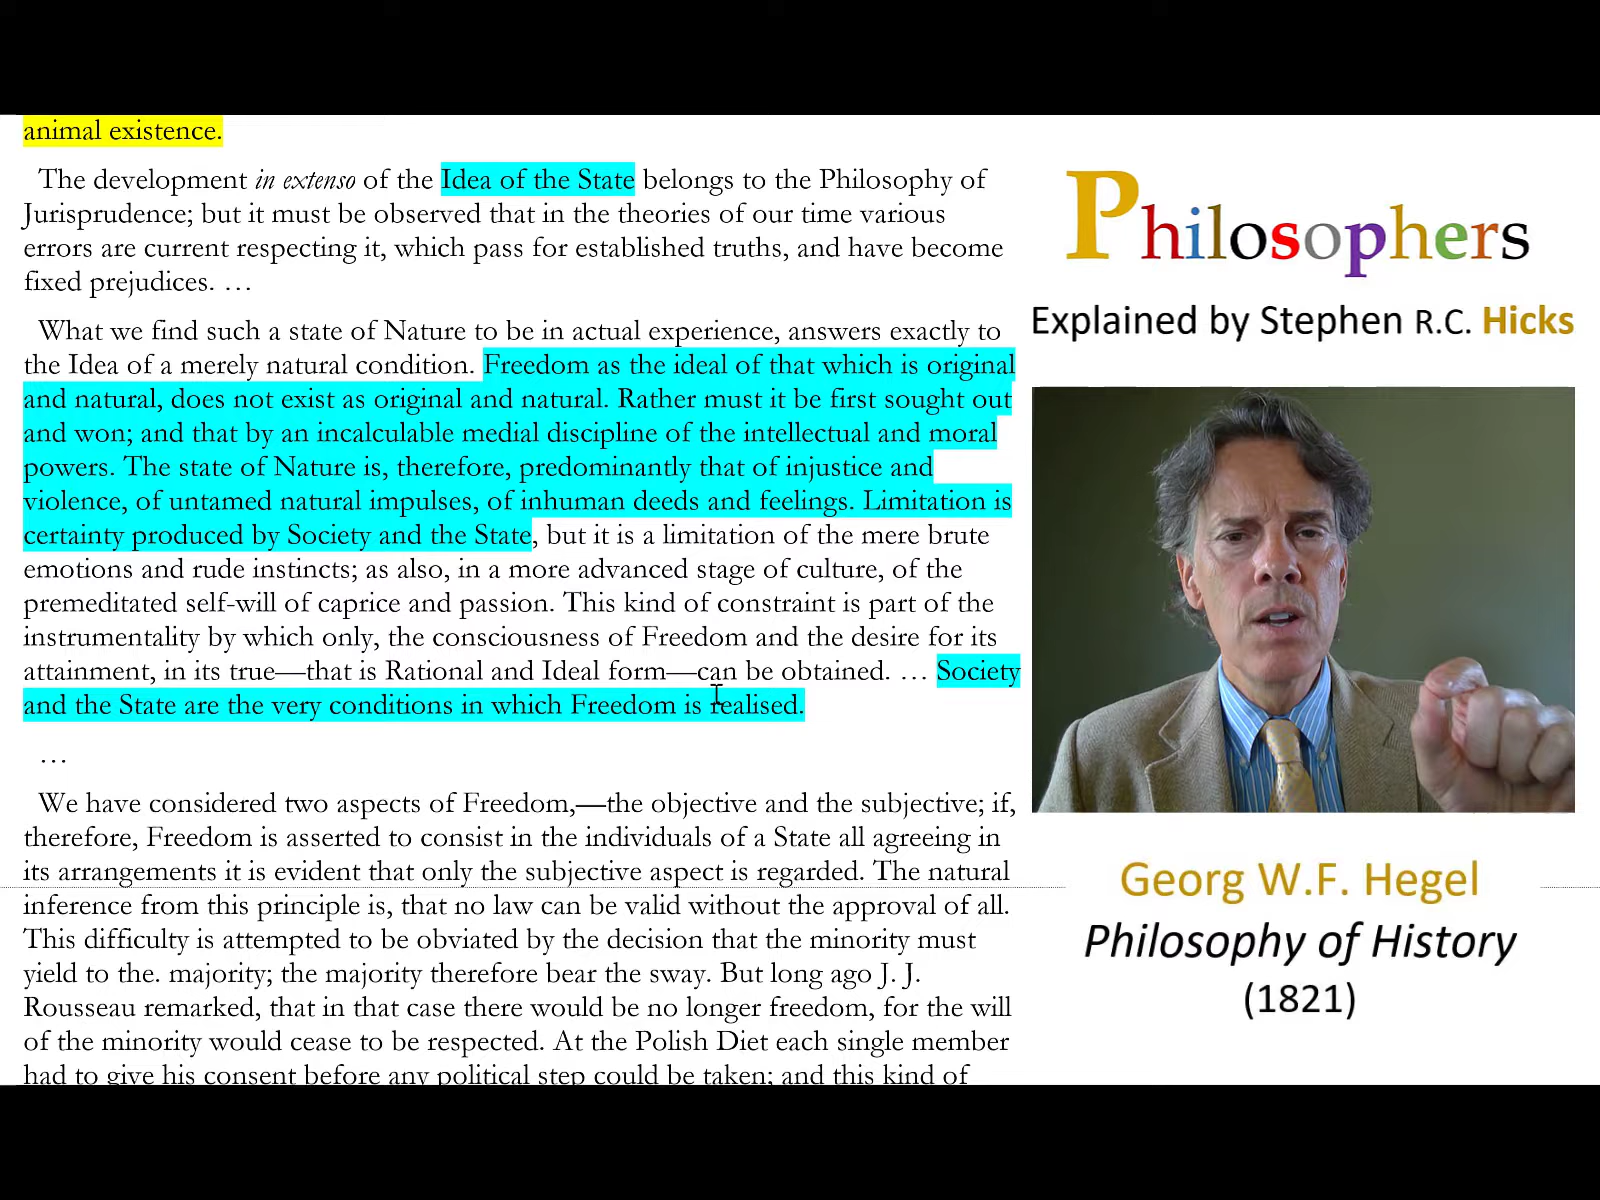 animal existence.
The development in extenso of the Idea of the State belongs to the Philosophy of
Jurisprudence; but it must be observed that in the theories of our time various
errors are current respecting it, which pass for established truths, and have become
fixed prejudices. …
What we find such a state of Nature to be in actual experience, answers exactly to
the Idea of a merely natural condition. Freedom as the ideal of that which is original
and natural, does not exist as original and natural. Rather must it be first sought out
and won; and that by an incalculable medial discipline of the intellectual and moral
powers. The state of Nature is, therefore, predominantly that of injustice and
violence, of untamed natural impulses, of inhuman deeds and feelings. Limitation is
certainty produced by Society and the State, but it is a limitation of the mere brute
emotions and rude instincts; as also, in a more advanced stage of culture, of the
premeditated self-will of caprice and passion. This kind of constraint is part of the
instrumentality by which only, the consciousness of Freedom and the desire for its
attainment, in its true—that is Rational and Ideal form—can be obtained. … Society
and the State are the very conditions in which Freedom is realised.
…
We have considered two aspects of Freedom,—the objective and the subjective; if,
therefore, Freedom is asserted to consist in the individuals of a State all agreeing in
its arrangements it is evident that only the subjective aspect is regarded. The natural
inference from this principle is, that no law can be valid without the approval of all.
This difficulty is attempted to be obviated by the decision that the minority must
yield to the. majority; the majority therefore bear the sway. But long ago J. J.
Rousseau remarked, that in that case there would be no longer freedom, for the will
of the minority would cease to be respected. At the Polish Diet each single member
had to give his consent before any political step could be taken; and this kind of
Philosophers
Explained by Stephen R.C. Hicks
Georg W.F. Hegel
Philosophy of History
(1821)